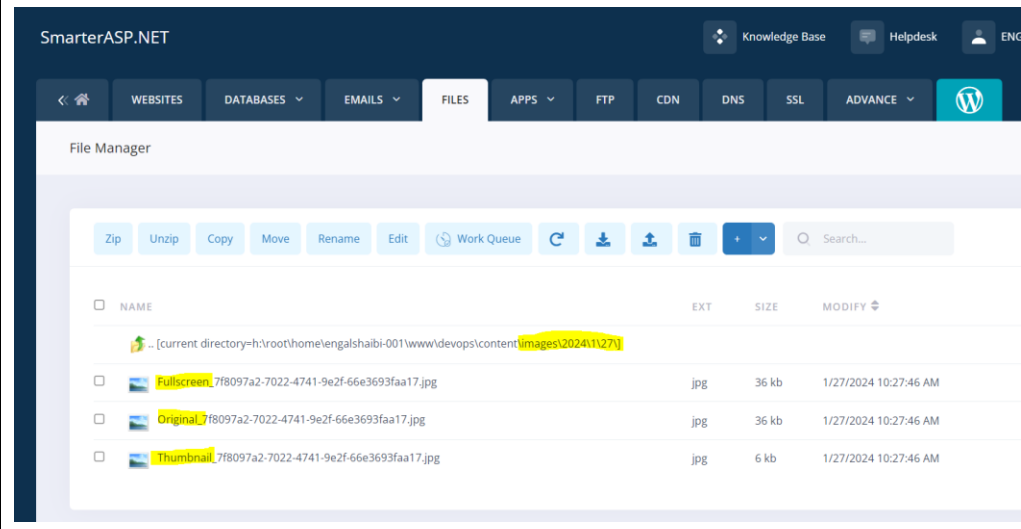 SmarterASP.NET
Knowledge Base
Helpdesk
ENG
WEBSITES
DATABASES
EMAILS
FILES
APPS
FTP
CDN
DNS
SSL
ADVANCE
File Manager
Zip Unzip Copy Move Rename Edit Work Queue + Search...
NAME EXT SIZE MODIFY
.. [current directory=h:\root\home\engalshaibi-001\www\devops\content\images\2024\1\27\]
Fullscreen_7f8097a2-7022-4741-9e2f-66e3693faa17.jpg jpg 36 kb 1/27/2024 10:27:46 AM
Original_7f8097a2-7022-4741-9e2f-66e3693faa17.jpg jpg 36 kb 1/27/2024 10:27:46 AM
Thumbnail_7f8097a2-7022-4741-9e2f-66e3693faa17.jpg jpg 6 kb 1/27/2024 10:27:46 AM